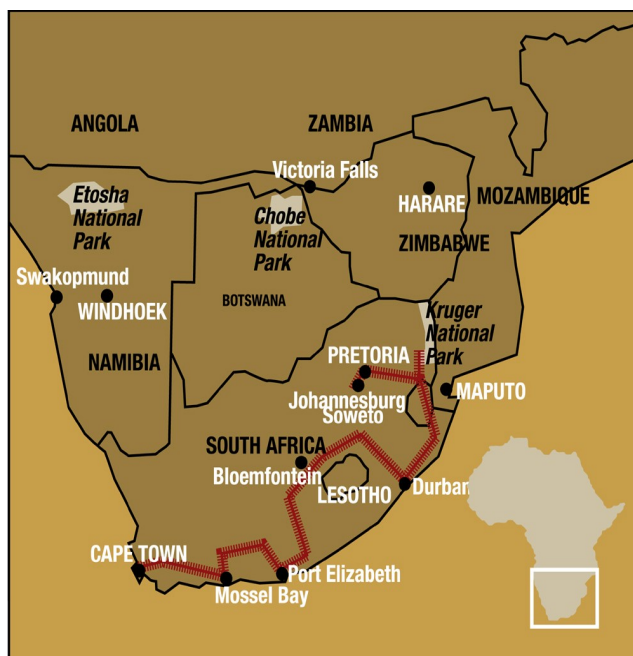 ANGOLA
ZAMBIA
Victoria Falls
Etosha
National
Park
Chobe
National
Park
HARARE
MOZAMBIQUE
ZIMBABWE
Swakopmund
WINDHOEK
BOTSWANA
Kruger
National
Park
NAMIBIA
PRETORIA
Johannesburg
Soweto
MAPUTO
SOUTH AFRICA
Bloemfontein
LESOTHO
Durban
CAPE TOWN
Port Elizabeth
Mossel Bay